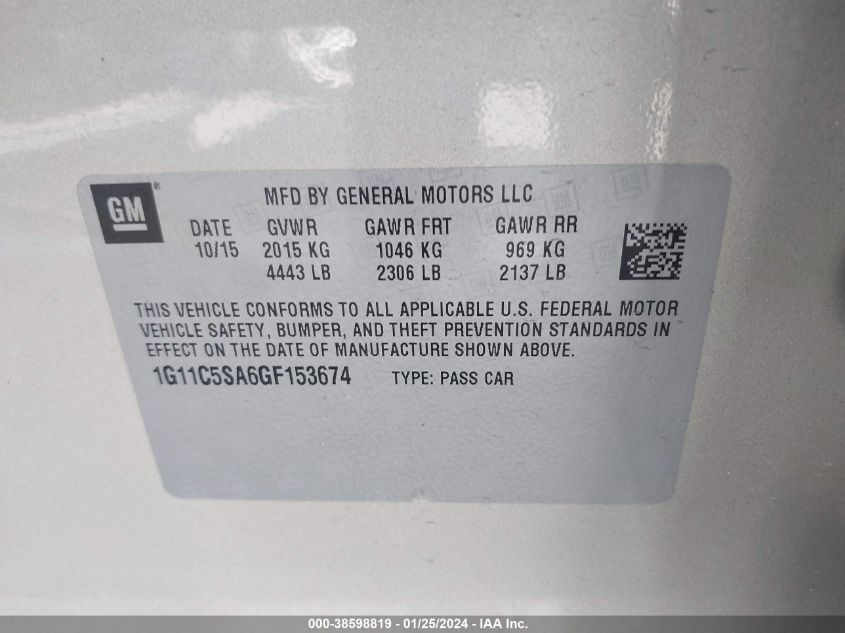 GM ®
MFD BY GENERAL MOTORS LLC
DATE GVWR GAWR FRT GAWR RR
10/15 2015 KG 1046 KG 969 KG
4443 LB 2306 LB 2137 LB
THIS VEHICLE CONFORMS TO ALL APPLICABLE U.S. FEDERAL MOTOR
VEHICLE SAFETY, BUMPER, AND THEFT PREVENTION STANDARDS IN
EFFECT ON THE DATE OF MANUFACTURE SHOWN ABOVE.
1G11C5SA6GF153674 TYPE: PASS CAR
000-38598819 - 01/25/2024 - IAA Inc.